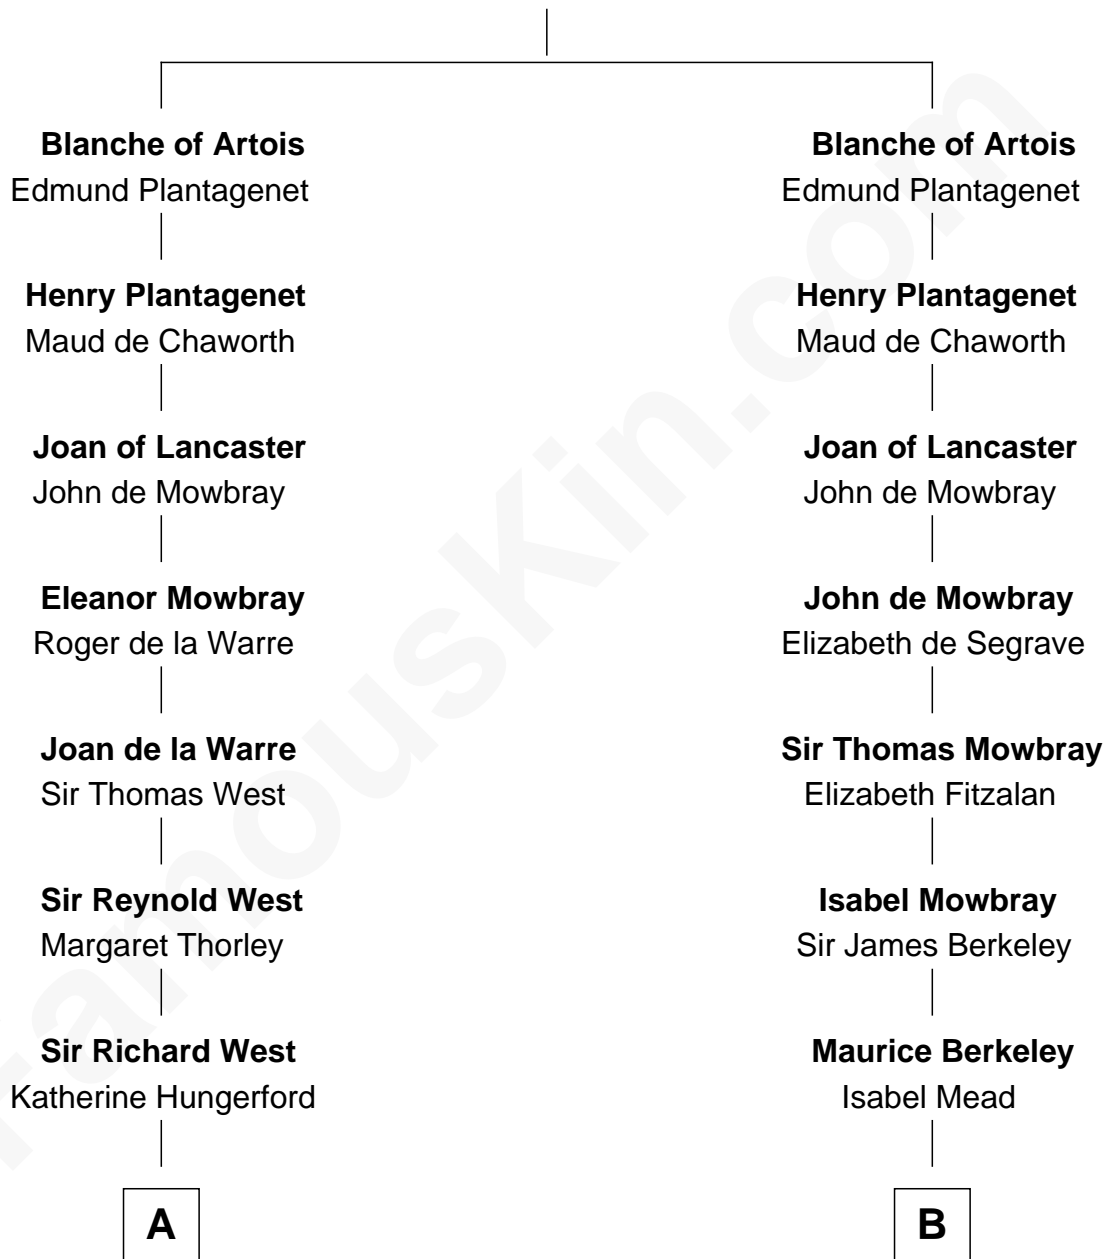 Blanche of Artois
Edmund Plantagenet
Henry Plantagenet
Maud de Chaworth
Joan of Lancaster
John de Mowbray
Eleanor Mowbray
Roger de la Warre
Joan de la Warre
Sir Thomas West
Sir Reynold West
Margaret Thorley
Sir Richard West
Katherine Hungerford
A
Blanche of Artois
Edmund Plantagenet
Henry Plantagenet
Maud de Chaworth
Joan of Lancaster
John de Mowbray
John de Mowbray
Elizabeth de Segrave
Sir Thomas Mowbray
Elizabeth Fitzalan
Isabel Mowbray
Sir James Berkeley
Maurice Berkeley
Isabel Mead
B
FamousKin.com